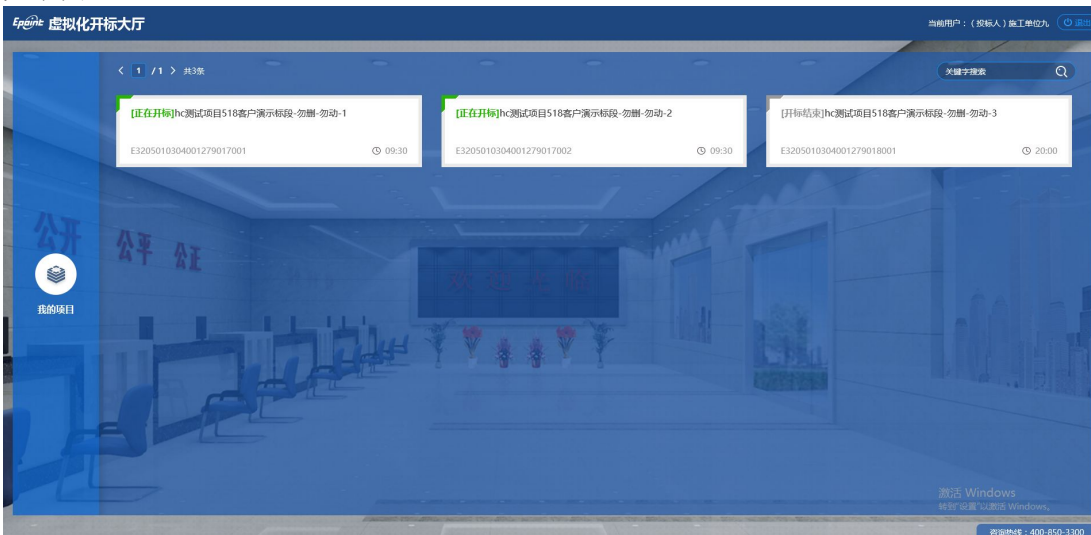 Epoint 虚拟化开标大厅
当前用户:(投标人)施工单位九 退出
< 1 / 1 > 共3条
关键字搜索
[正在开标]hc测试项目518客户演示标段-勿删-勿动-1
E3205010304001279017001 09:30
[正在开标]hc测试项目518客户演示标段-勿删-勿动-2
E3205010304001279017002 09:30
[开标结束]hc测试项目518客户演示标段-勿删-勿动-3
E3205010304001279018001 20:00
公开 公平 公正
欢迎光临
我的项目
激活 Windows
转到"设置"以激活 Windows。
咨询热线:400-850-3300